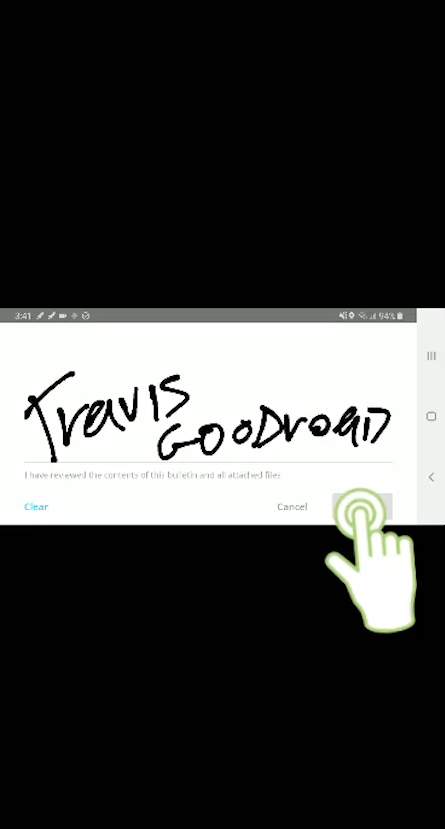 3:41
94%
Travis
GOODroaD
I have reviewed the contents of this bulletin and all attached files
Clear
Cancel